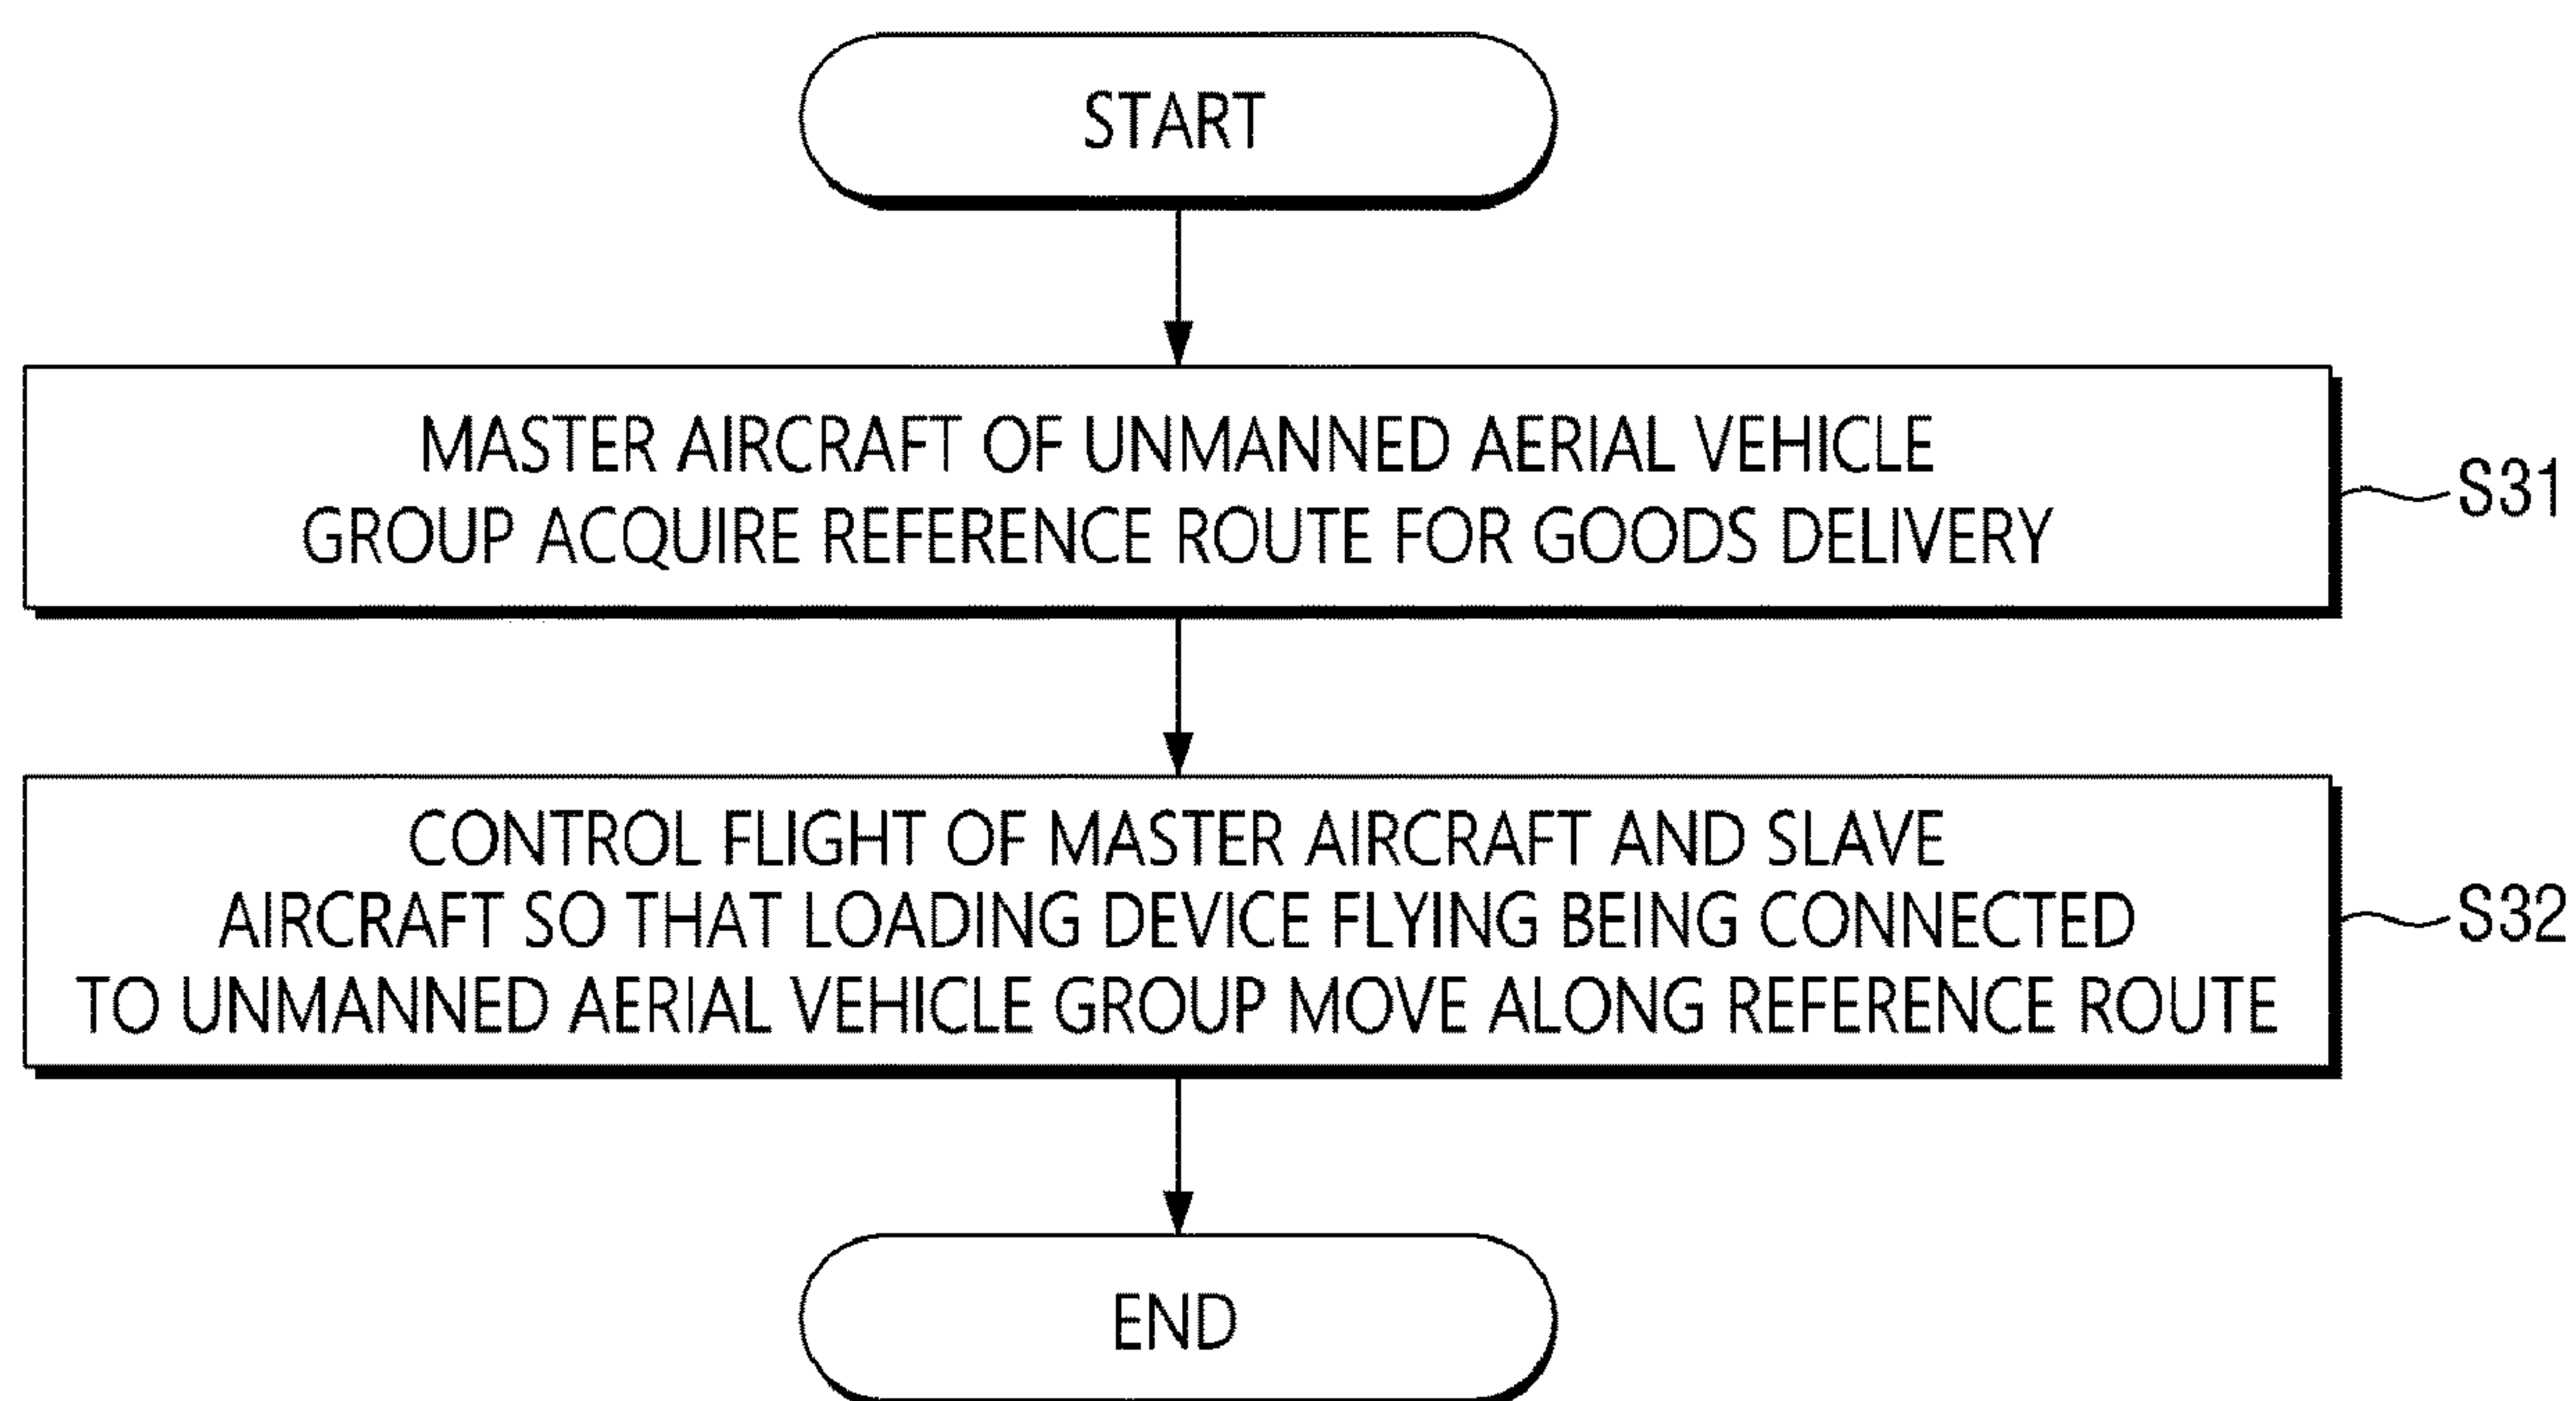 START
MASTER AIRCRAFT OF UNMANNED AERIAL VEHICLE
GROUP ACQUIRE REFERENCE ROUTE FOR GOODS DELIVERY
S31
CONTROL FLIGHT OF MASTER AIRCRAFT AND SLAVE
AIRCRAFT SO THAT LOADING DEVICE FLYING BEING CONNECTED
TO UNMANNED AERIAL VEHICLE GROUP MOVE ALONG REFERENCE ROUTE
S32
END